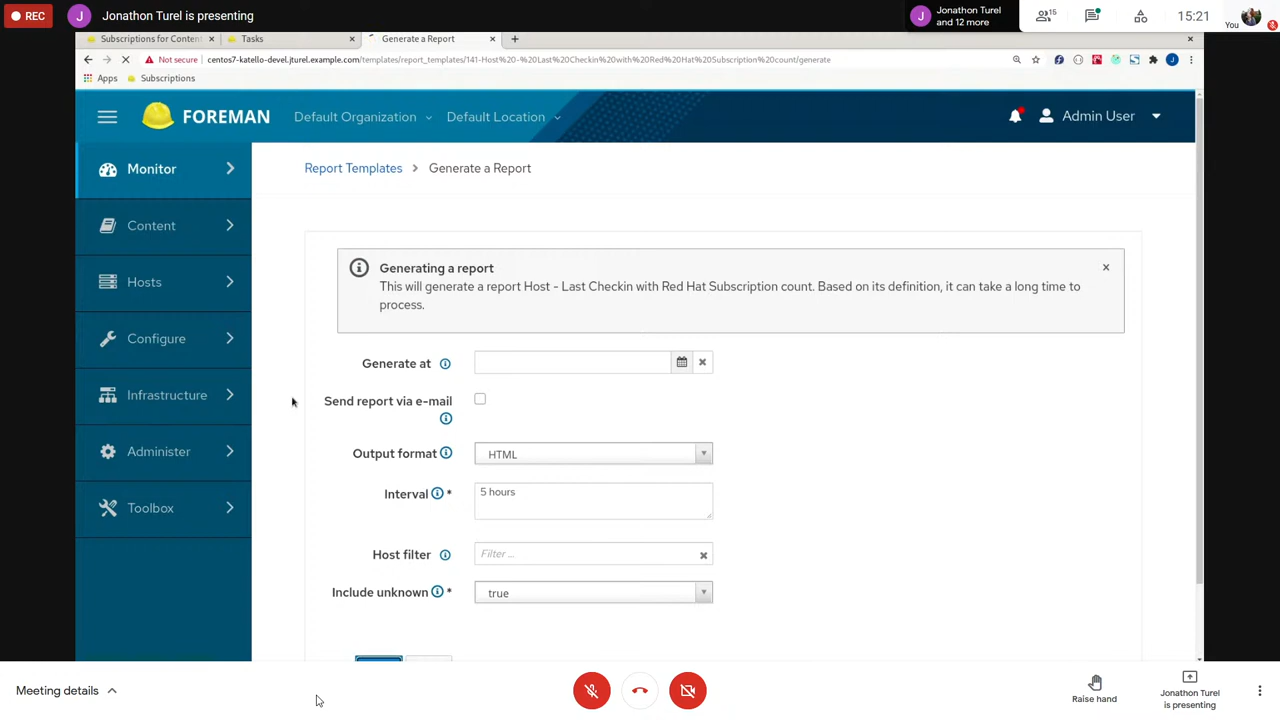 REC
J
Jonathon Turel is presenting
J
Jonathon Turel
and 12 more
15
15:21
You
Subscriptions for Conten
×
Tasks
×
Generate a Report
×
+
×
Not secure
centos7-katello-devel.jturel.example.com/templates/report_templates/141-Host%20-%20Last%20Checkin%20with%20Red%20Hat%20Subscription%20count/generate
J
Apps
Subscriptions
FOREMAN
Default Organization
Default Location
Admin User
Monitor
Content
Hosts
Configure
Infrastructure
Administer
Toolbox
Report Templates > Generate a Report
Generating a report
×
This will generate a report Host - Last Checkin with Red Hat Subscription count. Based on its definition, it can take a long time to
process.
Generate at
Send report via e-mail
Output format
HTML
Interval *
5 hours
Host filter
Filter ...
Include unknown *
true
Meeting details
Raise hand
Jonathon Turel
is presenting